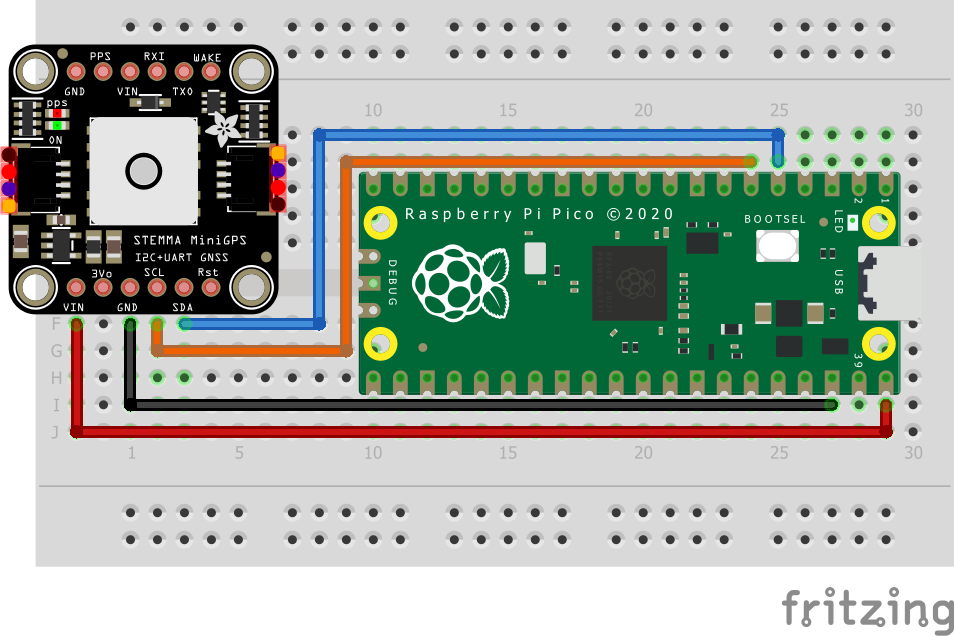 10 15 20 25 30
PPS RXI WAKE
GND VIN TXO
pps
ON
Raspberry Pi Pico ©2020
BOOTSEL
LED
2 1
DEBUG
USB
STEMMA MiniGPS
I2C+UART GNSS
3Vo SCL Rst
VIN GND SDA
F
G
H
I
J
39
1 5 10 15 20 25 30
fritzing